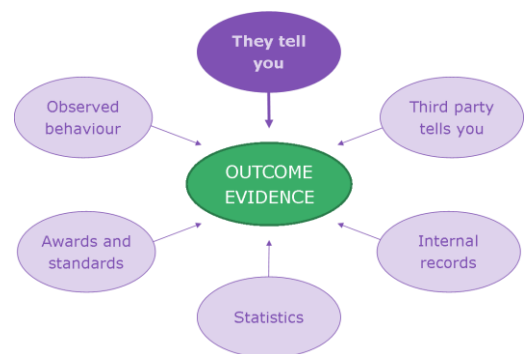 They tell
you
Observed
behaviour
Third party
tells you
OUTCOME
EVIDENCE
Awards and
standards
Internal
records
Statistics